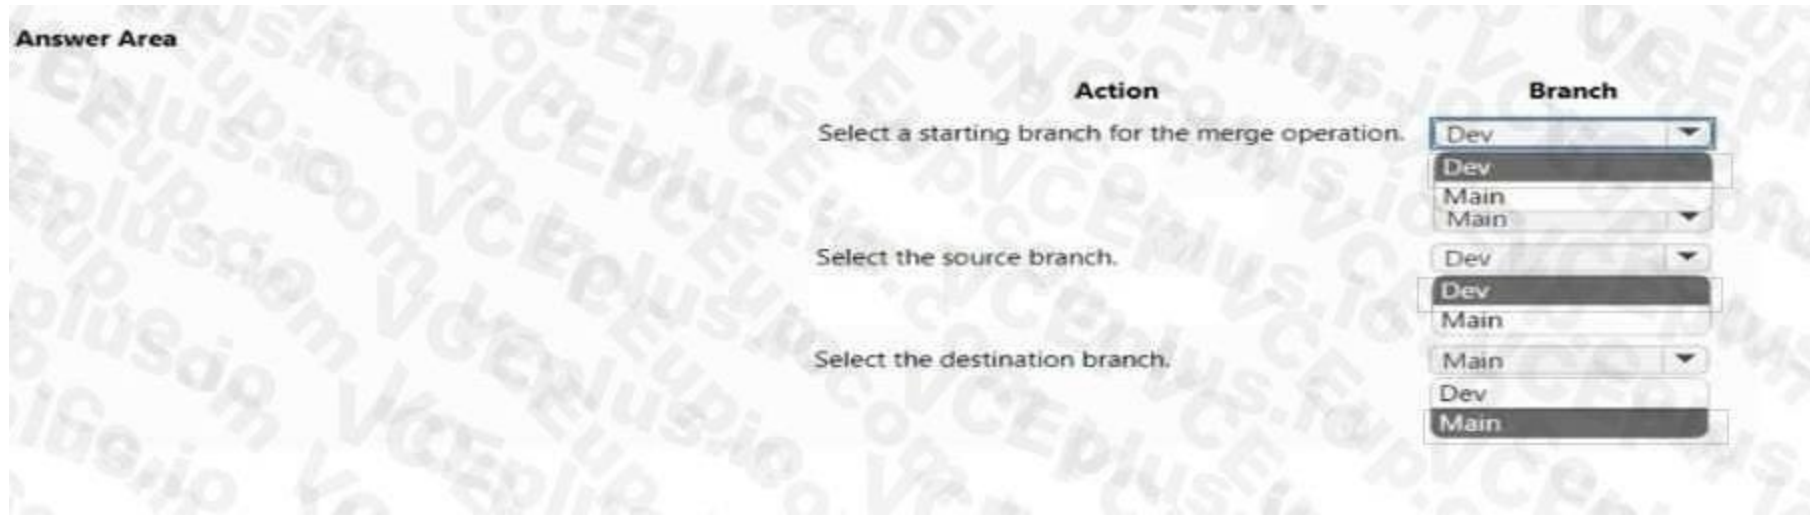 Answer Area
Action Branch
Select a starting branch for the merge operation. Dev
Dev
Main
Main
Select the source branch. Dev
Dev
Main
Select the destination branch. Main
Dev
Main